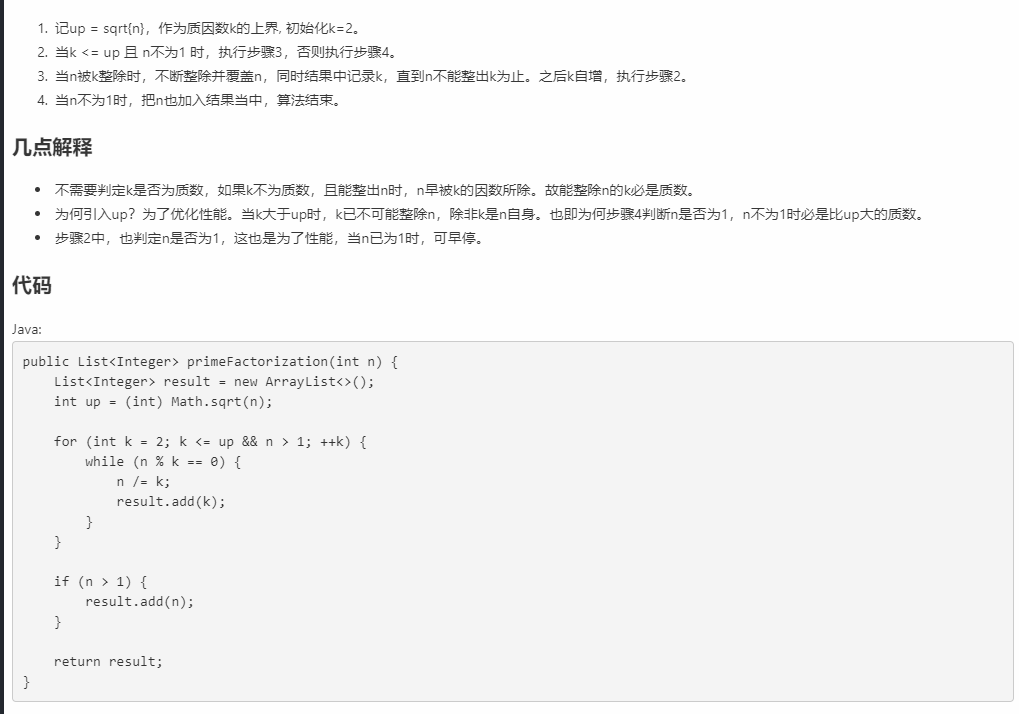 1. 记up = sqrt{n}，作为质因数k的上界, 初始化k=2。
2. 当k <= up 且 n不为1 时，执行步骤3，否则执行步骤4。
3. 当n被k整除时，不断整除并覆盖n，同时结果中记录k，直到n不能整出k为止。之后k自增，执行步骤2。
4. 当n不为1时，把n也加入结果当中，算法结束。
几点解释
• 不需要判定k是否为质数，如果k不为质数，且能整出n时，n早被k的因数所除。故能整除n的k必是质数。
• 为何引入up？为了优化性能。当k大于up时，k已不可能整除n，除非k是n自身。也即为何步骤4判断n是否为1，n不为1时必是比up大的质数。
• 步骤2中，也判定n是否为1，这也是为了性能，当n已为1时，可早停。
代码
Java:
public List<Integer> primeFactorization(int n) {
    List<Integer> result = new ArrayList<>();
    int up = (int) Math.sqrt(n);
    for (int k = 2; k <= up && n > 1; ++k) {
        while (n % k == 0) {
            n /= k;
            result.add(k);
        }
    }
    if (n > 1) {
        result.add(n);
    }
    return result;
}